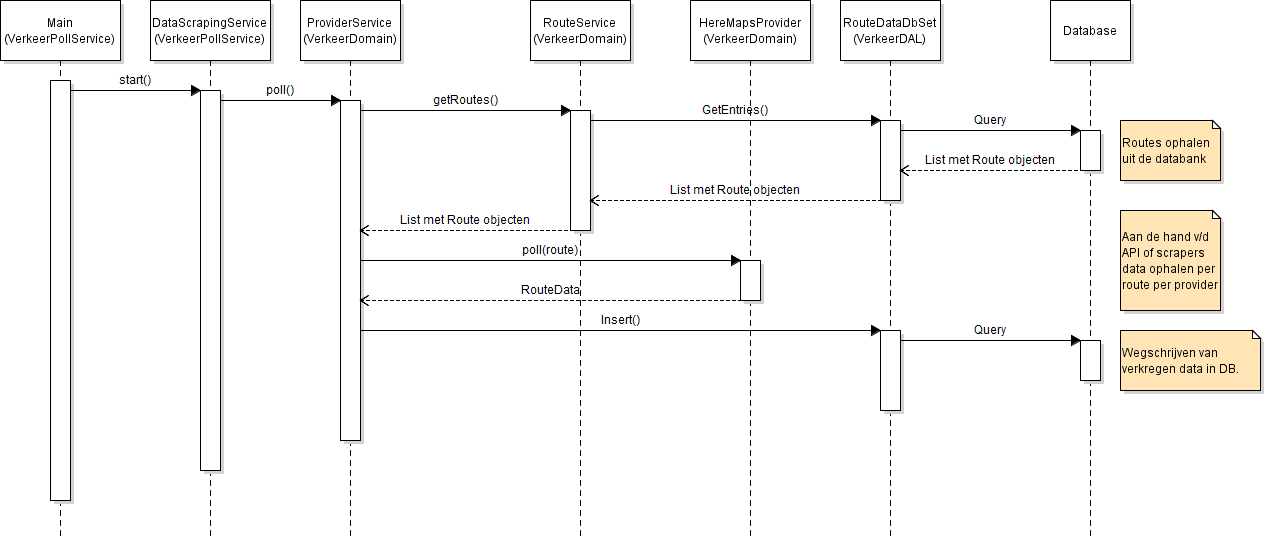 Main
(VerkeerPollService)
DataScrapingService
(VerkeerPollService)
ProviderService
(VerkeerDomain)
RouteService
(VerkeerDomain)
HereMapsProvider
(VerkeerDomain)
RouteDataDbSet
(VerkeerDAL)
Database
start()
poll()
getRoutes()
GetEntries()
Query
Routes ophalen
uit de databank
List met Route objecten
List met Route objecten
List met Route objecten
Aan de hand v/d
API of scrapers
data ophalen per
route per provider
poll(route)
RouteData
Insert()
Query
Wegschrijven van
verkregen data in DB.